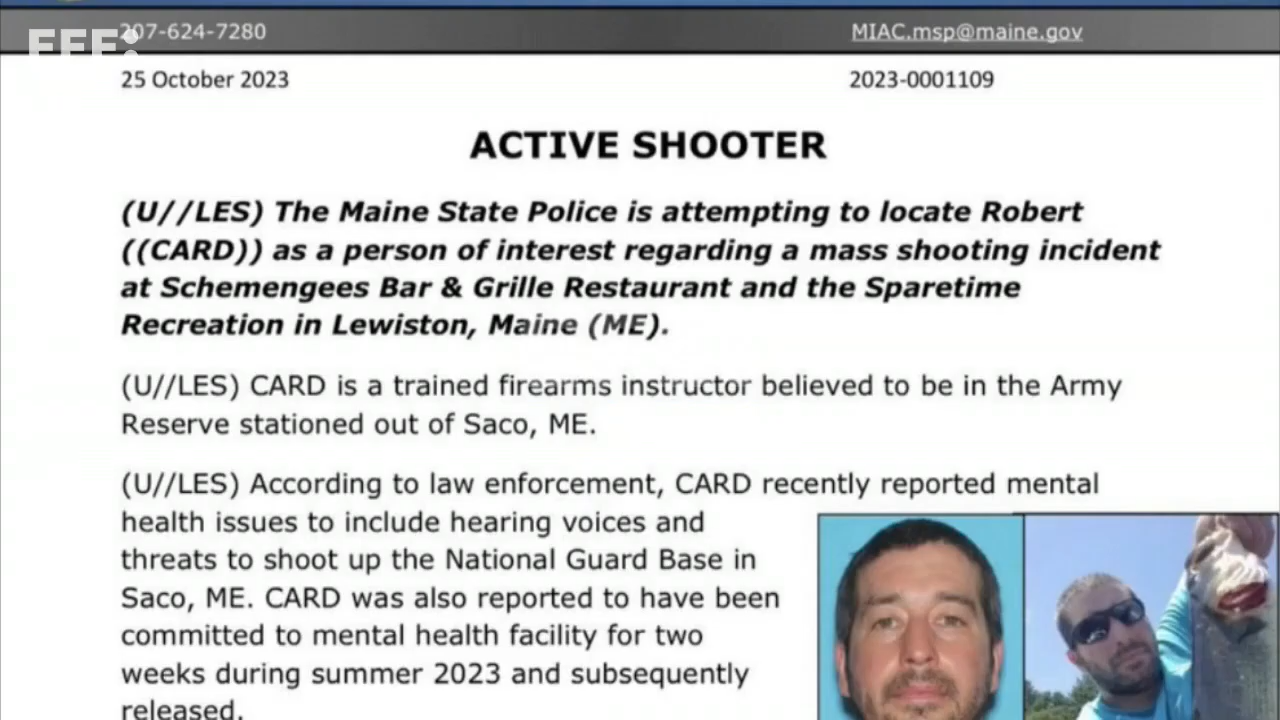 EFE:
207-624-7280 MIAC.msp@maine.gov
25 October 2023 2023-0001109
ACTIVE SHOOTER
(U//LES) The Maine State Police is attempting to locate Robert
((CARD)) as a person of interest regarding a mass shooting incident
at Schemengees Bar & Grille Restaurant and the Sparetime
Recreation in Lewiston, Maine (ME).
(U//LES) CARD is a trained firearms instructor believed to be in the Army
Reserve stationed out of Saco, ME.
(U//LES) According to law enforcement, CARD recently reported mental
health issues to include hearing voices and
threats to shoot up the National Guard Base in
Saco, ME. CARD was also reported to have been
committed to mental health facility for two
weeks during summer 2023 and subsequently
released.